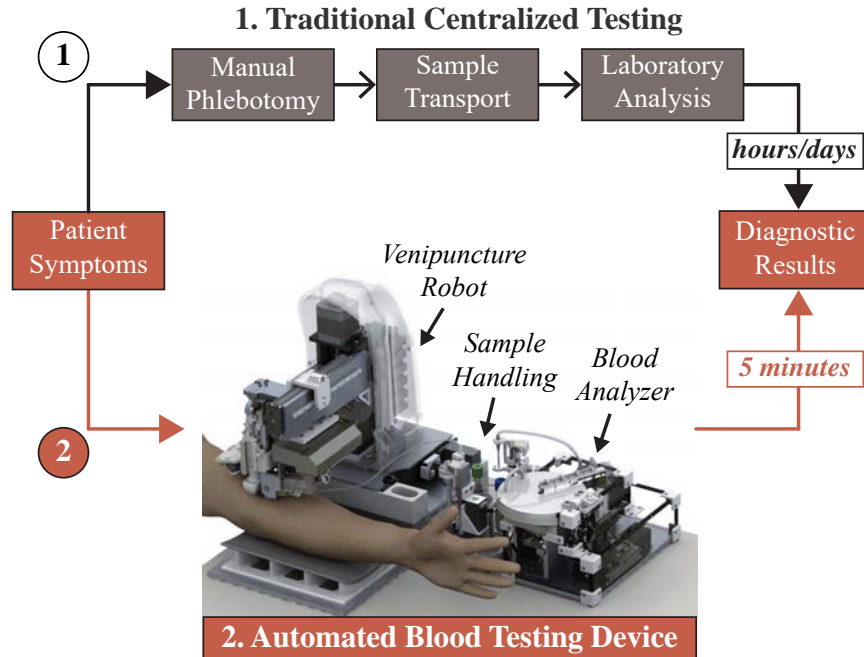 1. Traditional Centralized Testing
1
Manual
Phlebotomy
Sample
Transport
Laboratory
Analysis
hours/days
Patient
Symptoms
Diagnostic
Results
Venipuncture
Robot
Sample
Handling
Blood
Analyzer
5 minutes
2
2. Automated Blood Testing Device